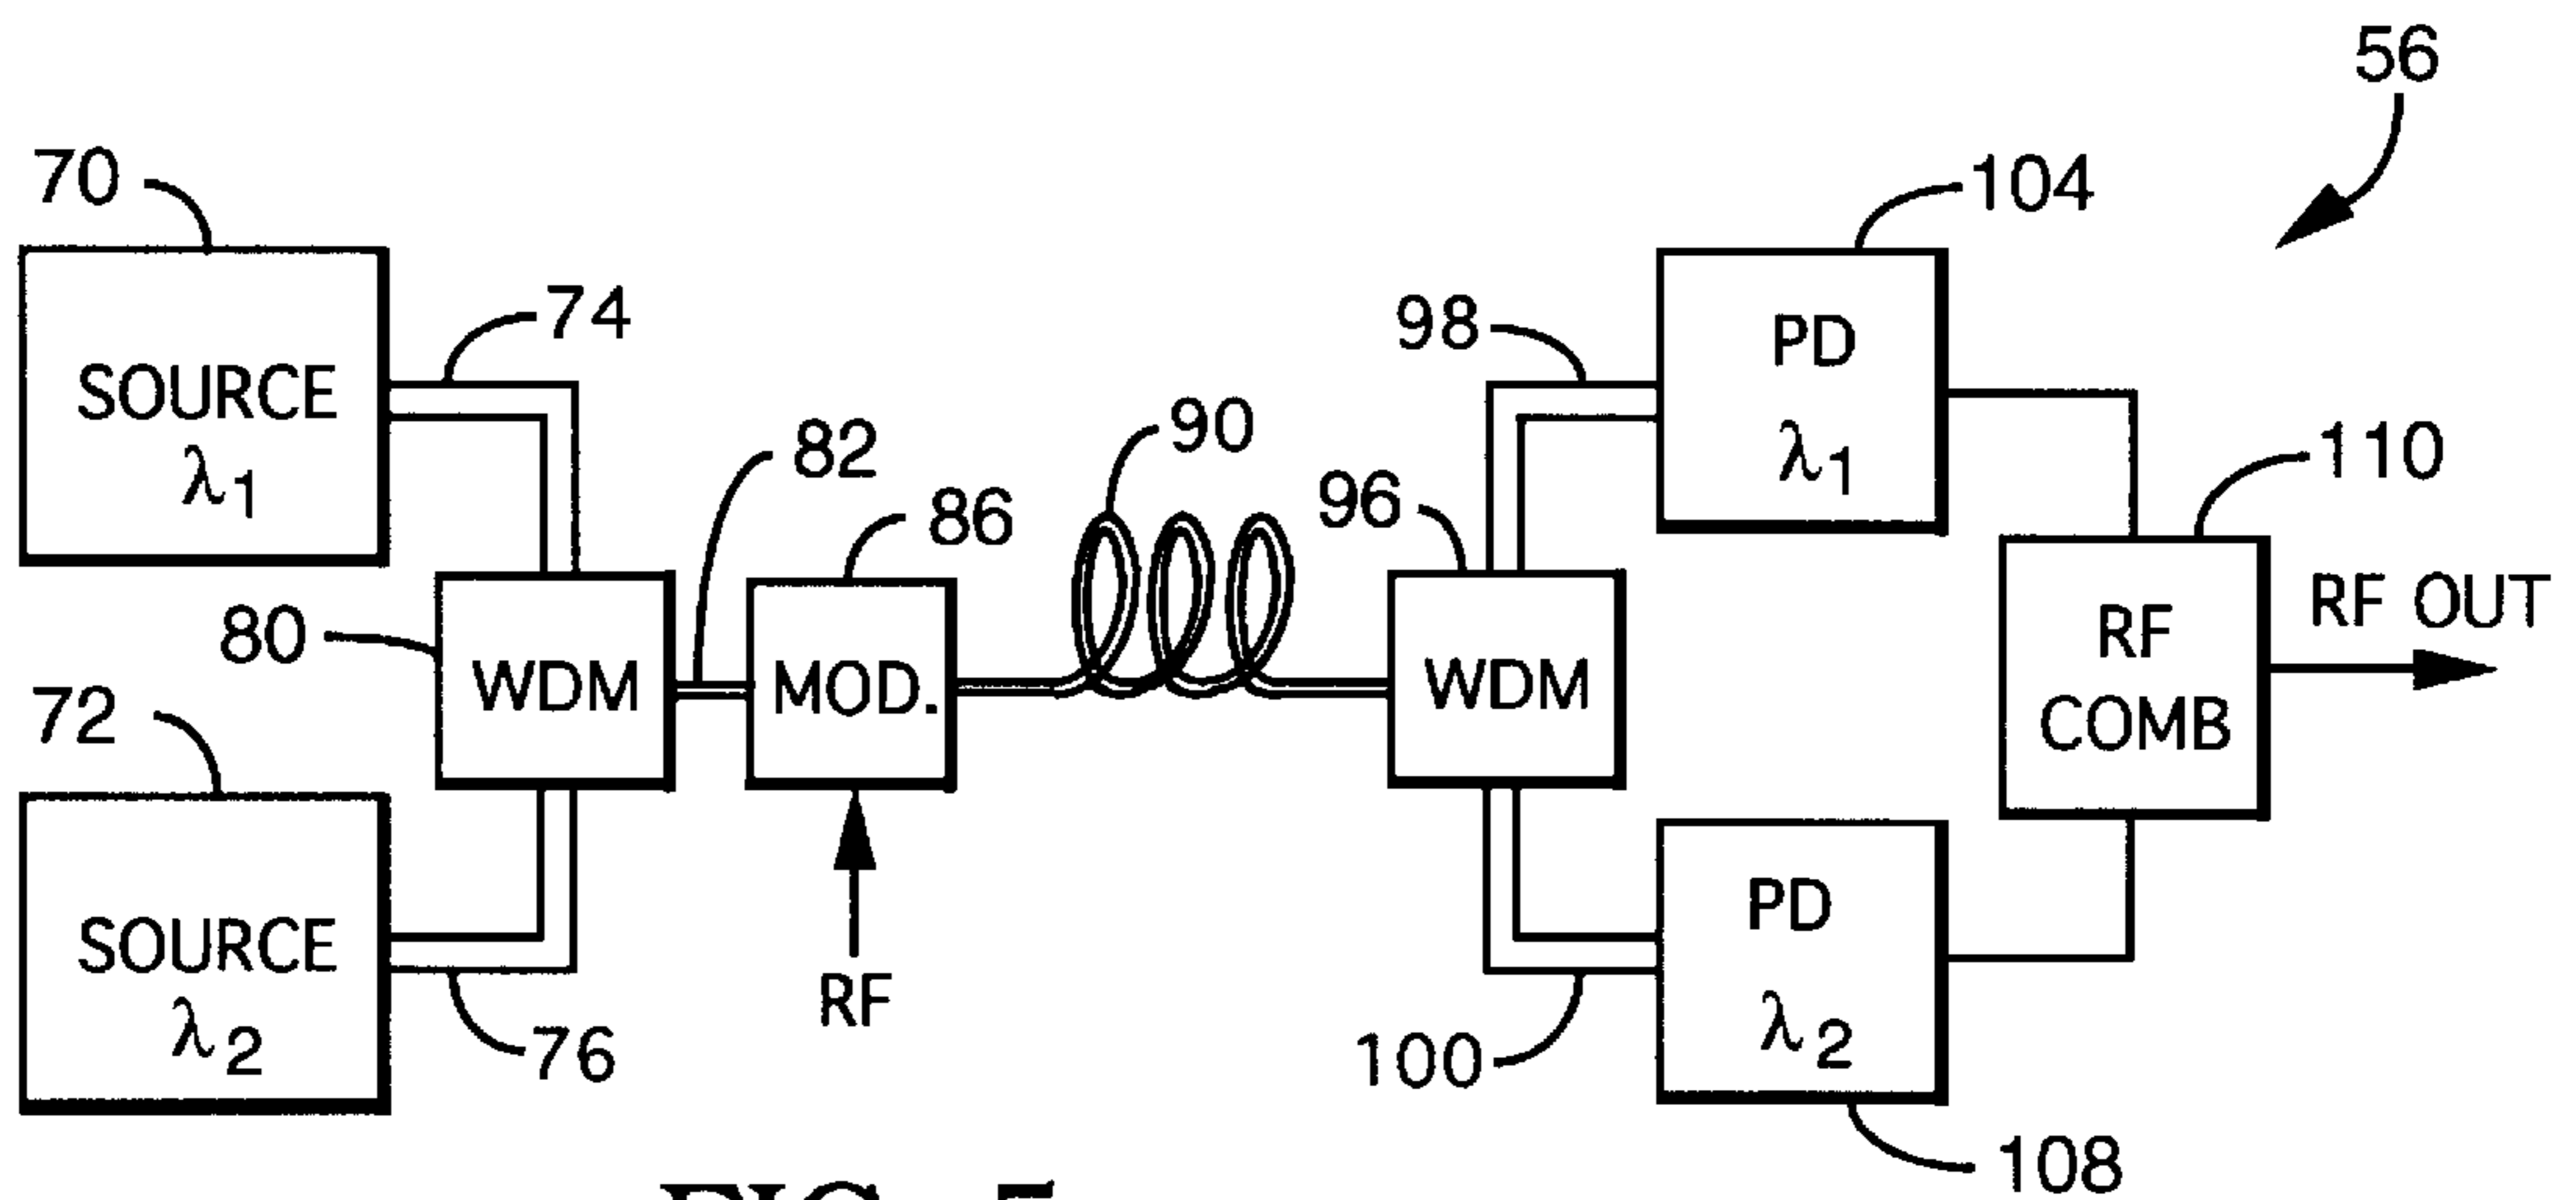 56
70
104
74
98
PD
λ1
SOURCE
λ1
90
82
110
96
86
RF OUT
80
RF
COMB
WDM
MOD.
WDM
72
PD
λ2
SOURCE
λ2
RF
76
100
108